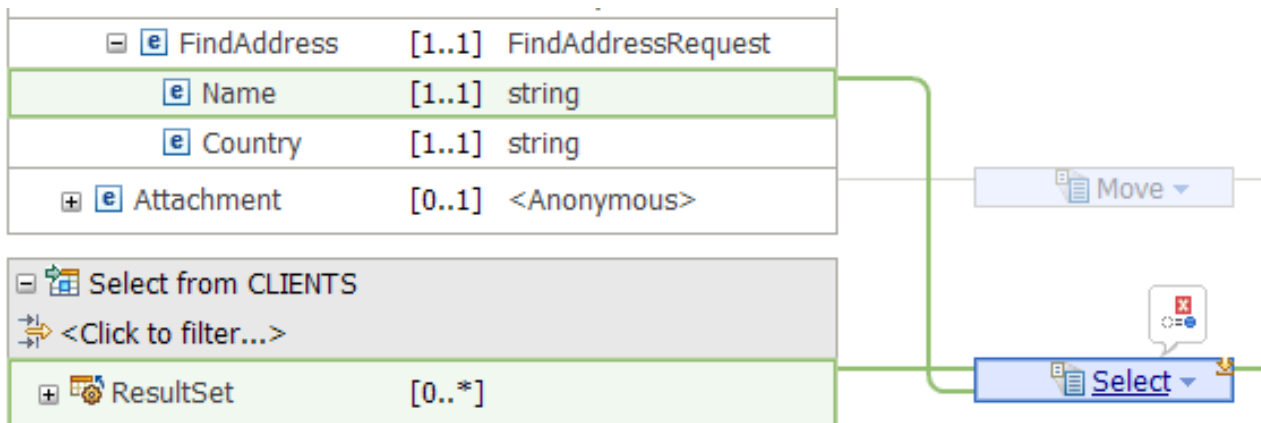 FindAddress [1..1] FindAddressRequest
e Name [1..1] string
e Country [1..1] string
e Attachment [0..1] <Anonymous>
Move
Select from CLIENTS
<Click to filter...>
ResultSet [0..*]
Select